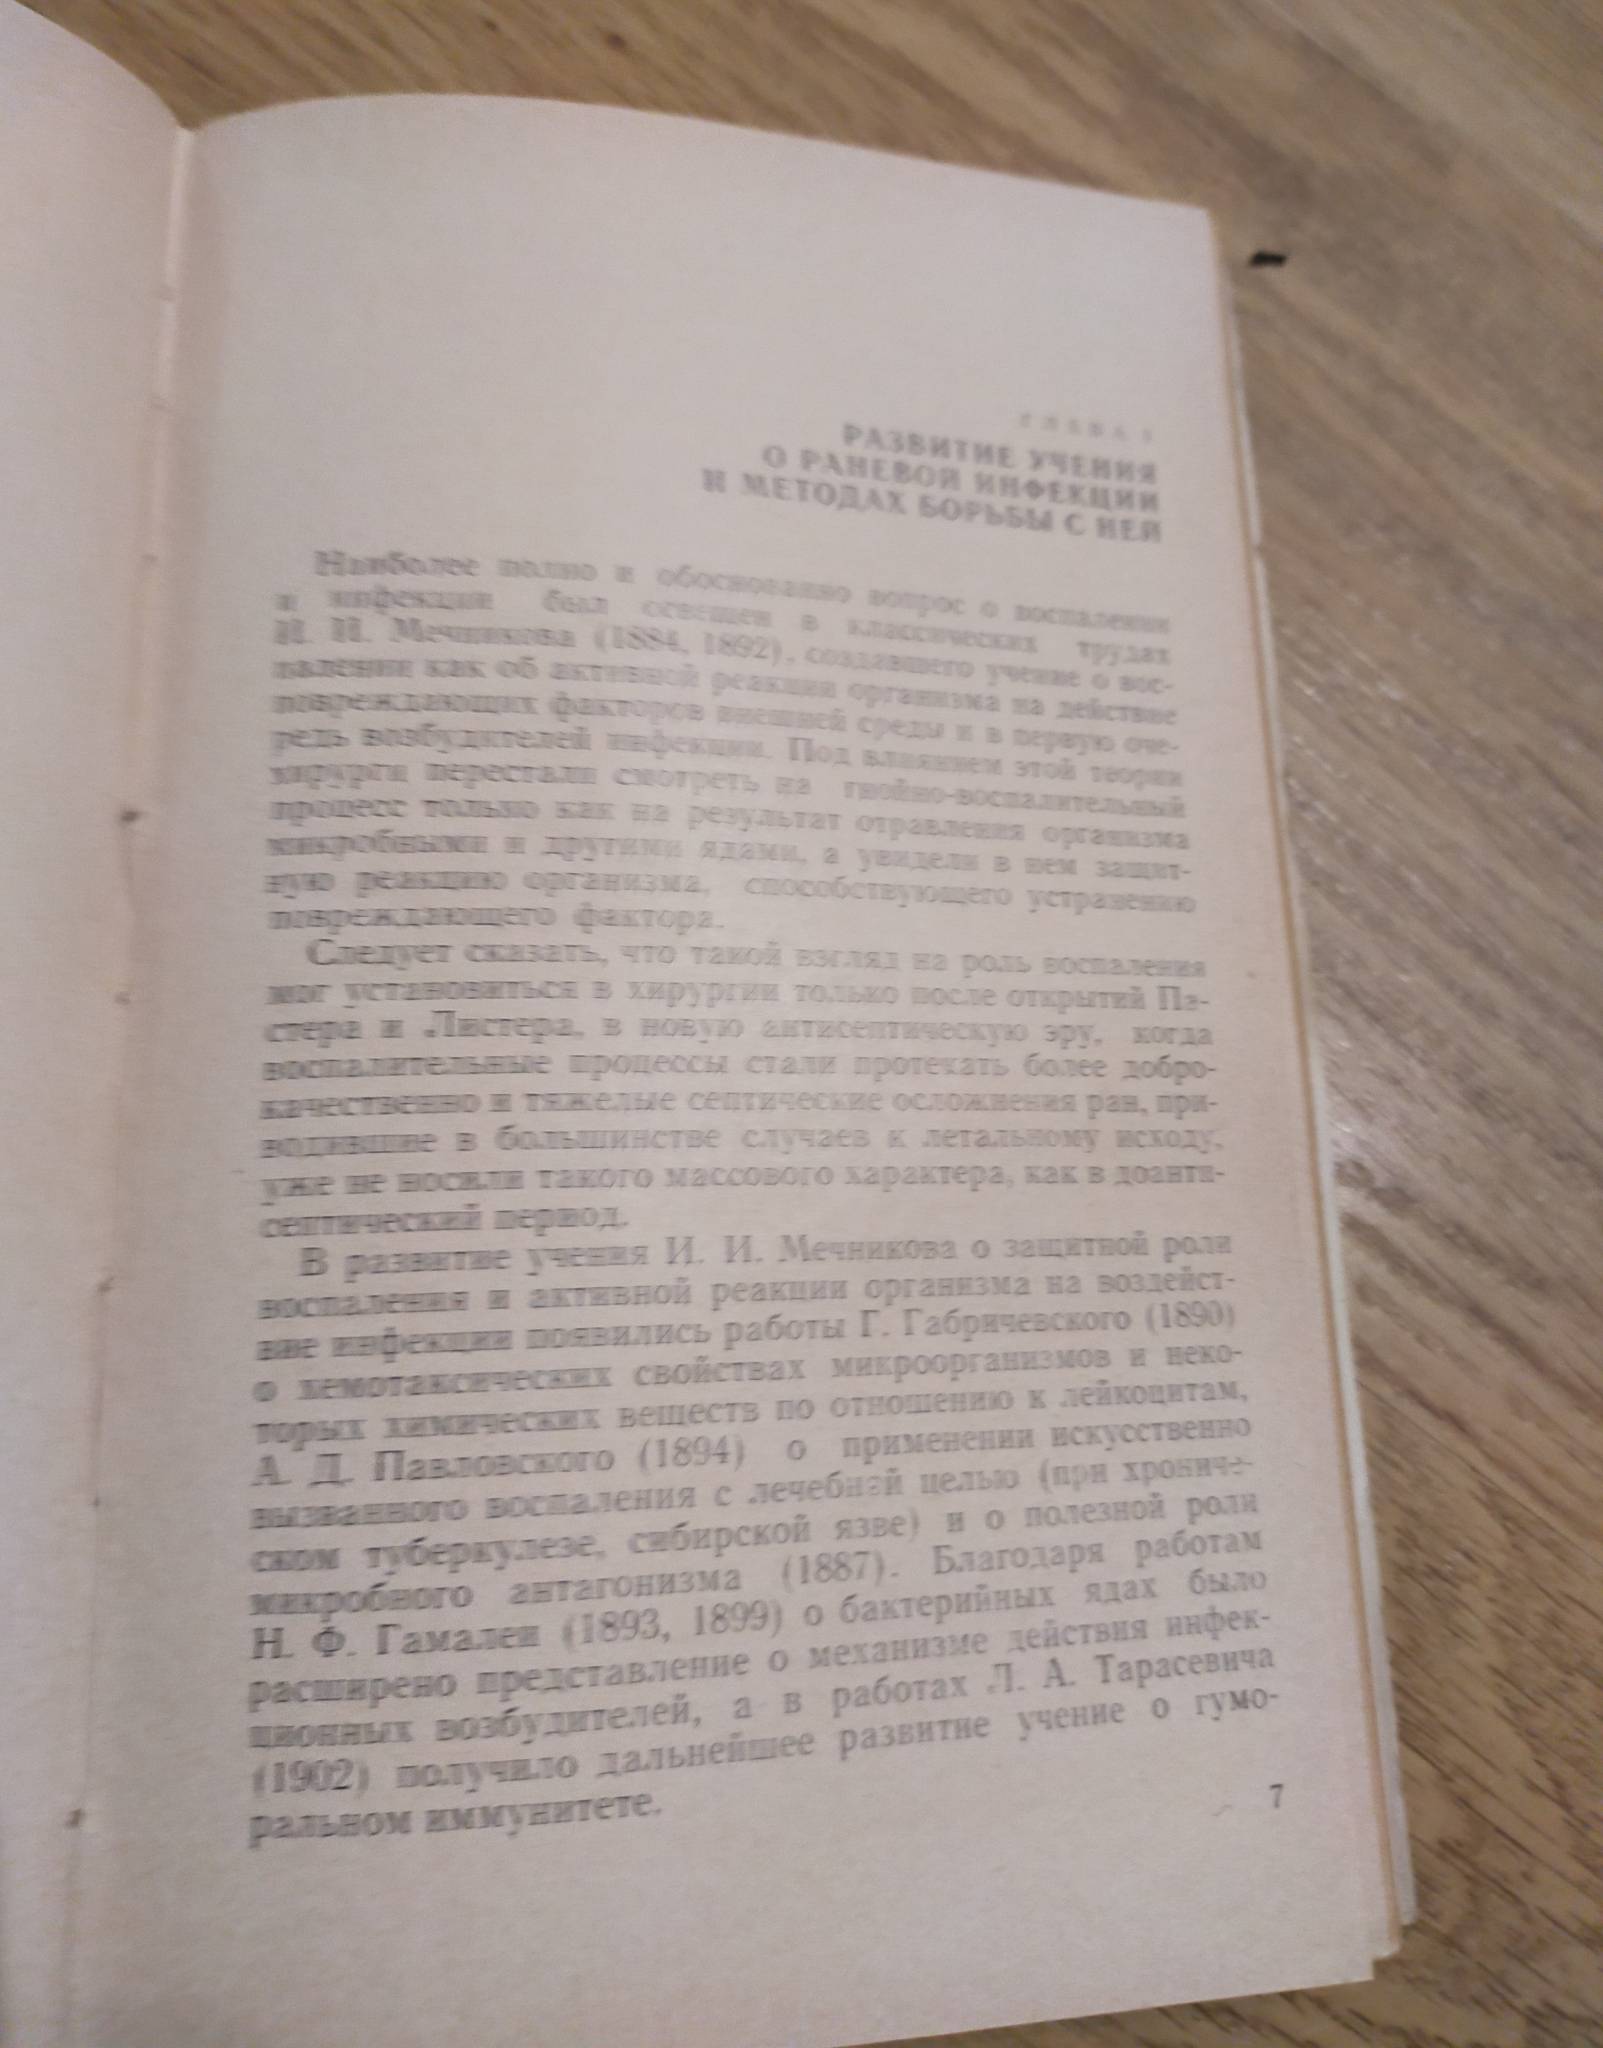 ГЛАВА I
РАЗВИТИЕ УЧЕНИЯ
О РАНЕВОЙ ИНФЕКЦИИ
И МЕТОДАХ БОРЬБЫ С НЕЙ
Наиболее полно и обоснованно вопрос о воспалении
и инфекции был освещен в классических трудах
И. И. Мечникова (1884, 1892), создавшего учение о вос-
палении как об активной реакции организма на действие
повреждающих факторов внешней среды и в первую оче-
редь возбудителей инфекции. Под влиянием этой теории
хирурги перестали смотреть на гнойно-воспалительный
процесс только как на результат отравления организма
микробными и другими ядами, а увидели в нем защит-
ную реакцию организма, способствующего устранению
повреждающего фактора.
Следует сказать, что такой взгляд на роль воспаления
мог установиться в хирургии только после открытий Па-
стера и Листера, в новую антисептическую эру, когда
воспалительные процессы стали протекать более добро-
качественно и тяжелые септические осложнения ран, при-
водившие в большинстве случаев к летальному исходу,
уже не носили такого массового характера, как в доанти-
септический период.
В развитие учения И. И. Мечникова о защитной роли
воспаления и активной реакции организма на воздейст-
вие инфекции появились работы Г. Габричевского (1890)
о хемотаксических свойствах микроорганизмов и неко-
торых химических веществ по отношению к лейкоцитам,
А. Д. Павловского (1894) о применении искусственно
вызванного воспаления с лечебной целью (при хрониче-
ском туберкулезе, сибирской язве) и о полезной роли
микробного антагонизма (1887). Благодаря работам
Н. Ф. Гамалеи (1893, 1899) о бактерийных ядах было
расширено представление о механизме действия инфек-
ционных возбудителей, а в работах Л. А. Тарасевича
(1902) получило дальнейшее развитие учение о гумо-
ральном иммунитете.
7